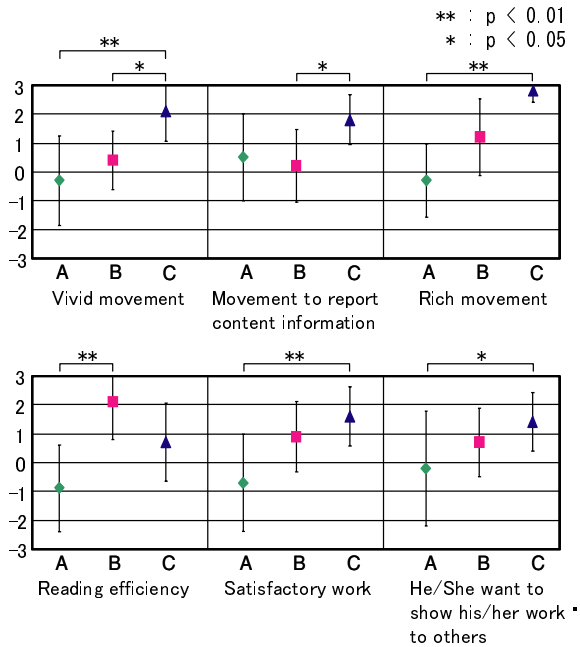 ** : p < 0.01
* : p < 0.05
**
*
*
**
3
2
1
0
-1
-2
-3
A B C A B C A B C
Vivid movement
Movement to report
content information
Rich movement
**
**
*
3
2
1
0
-1
-2
-3
A B C A B C A B C
Reading efficiency
Satisfactory work
He/She want to
show his/her work
to others